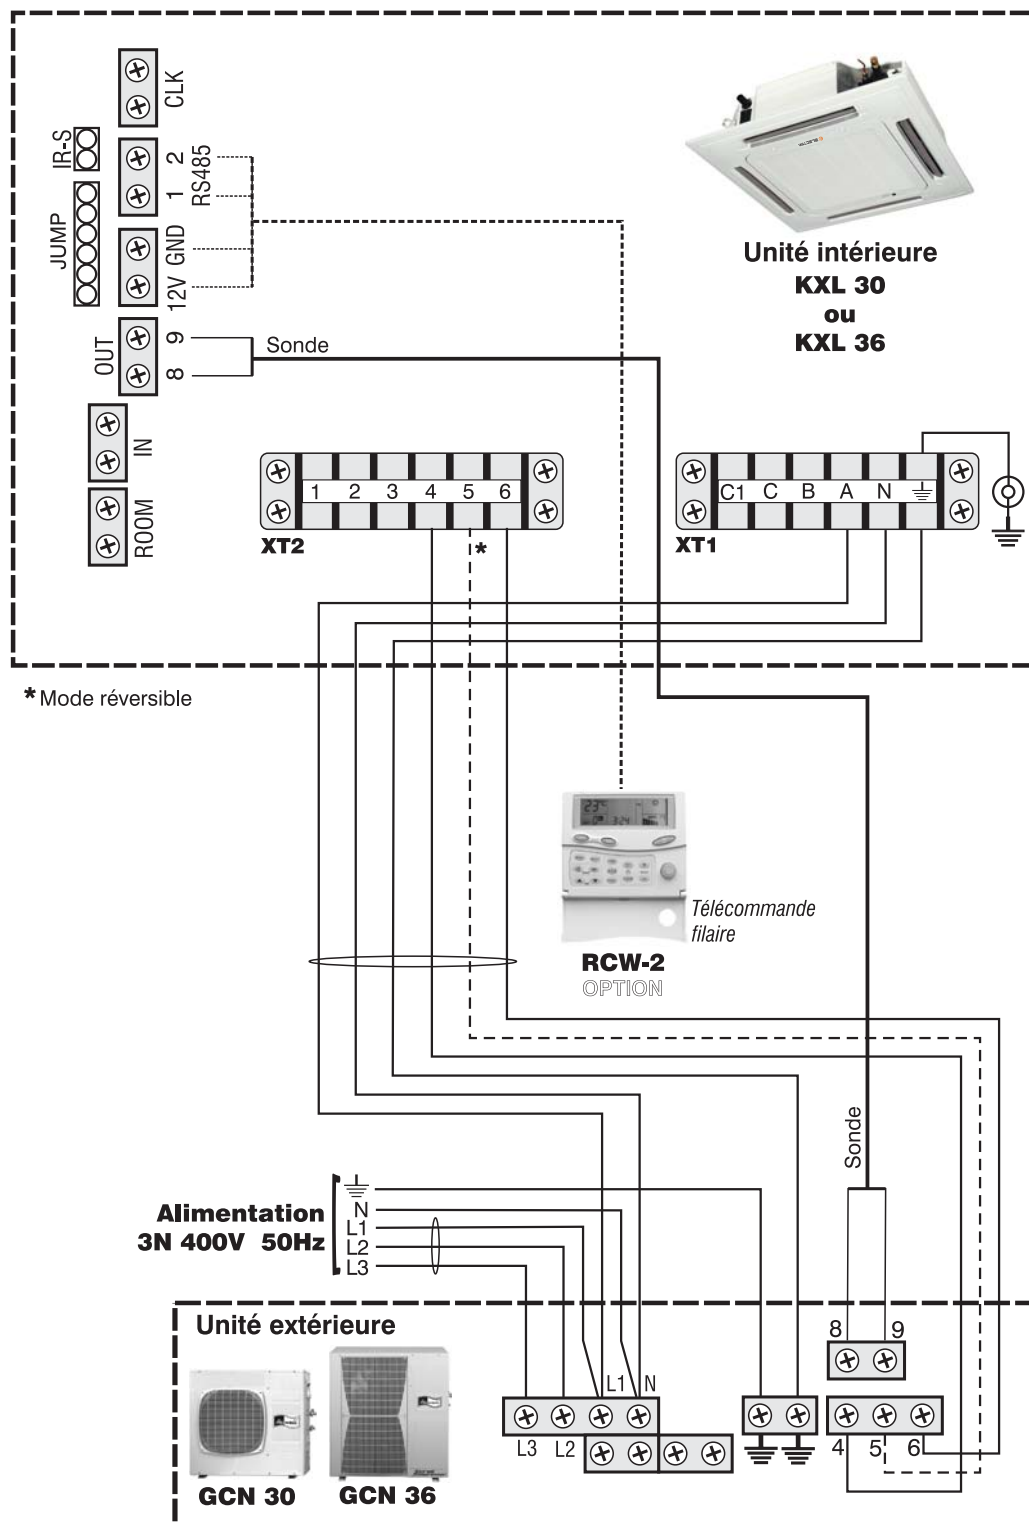 CLK
IR-S
2
1
RS485
JUMP
GND
12V
OUT
9
8
Sonde
IN
ROOM
Unité intérieure
KXL 30
ou
KXL 36
1 2 3 4 5 6
XT2
*
C1 C B A N
XT1
* Mode réversible
23°C
3:24
Télécommande
filaire
RCW-2
OPTION
Sonde
Alimentation
3N 400V 50Hz
N
L1
L2
L3
Unité extérieure
8 9
L1 N
L3 L2
4 5 6
GCN 30
GCN 36